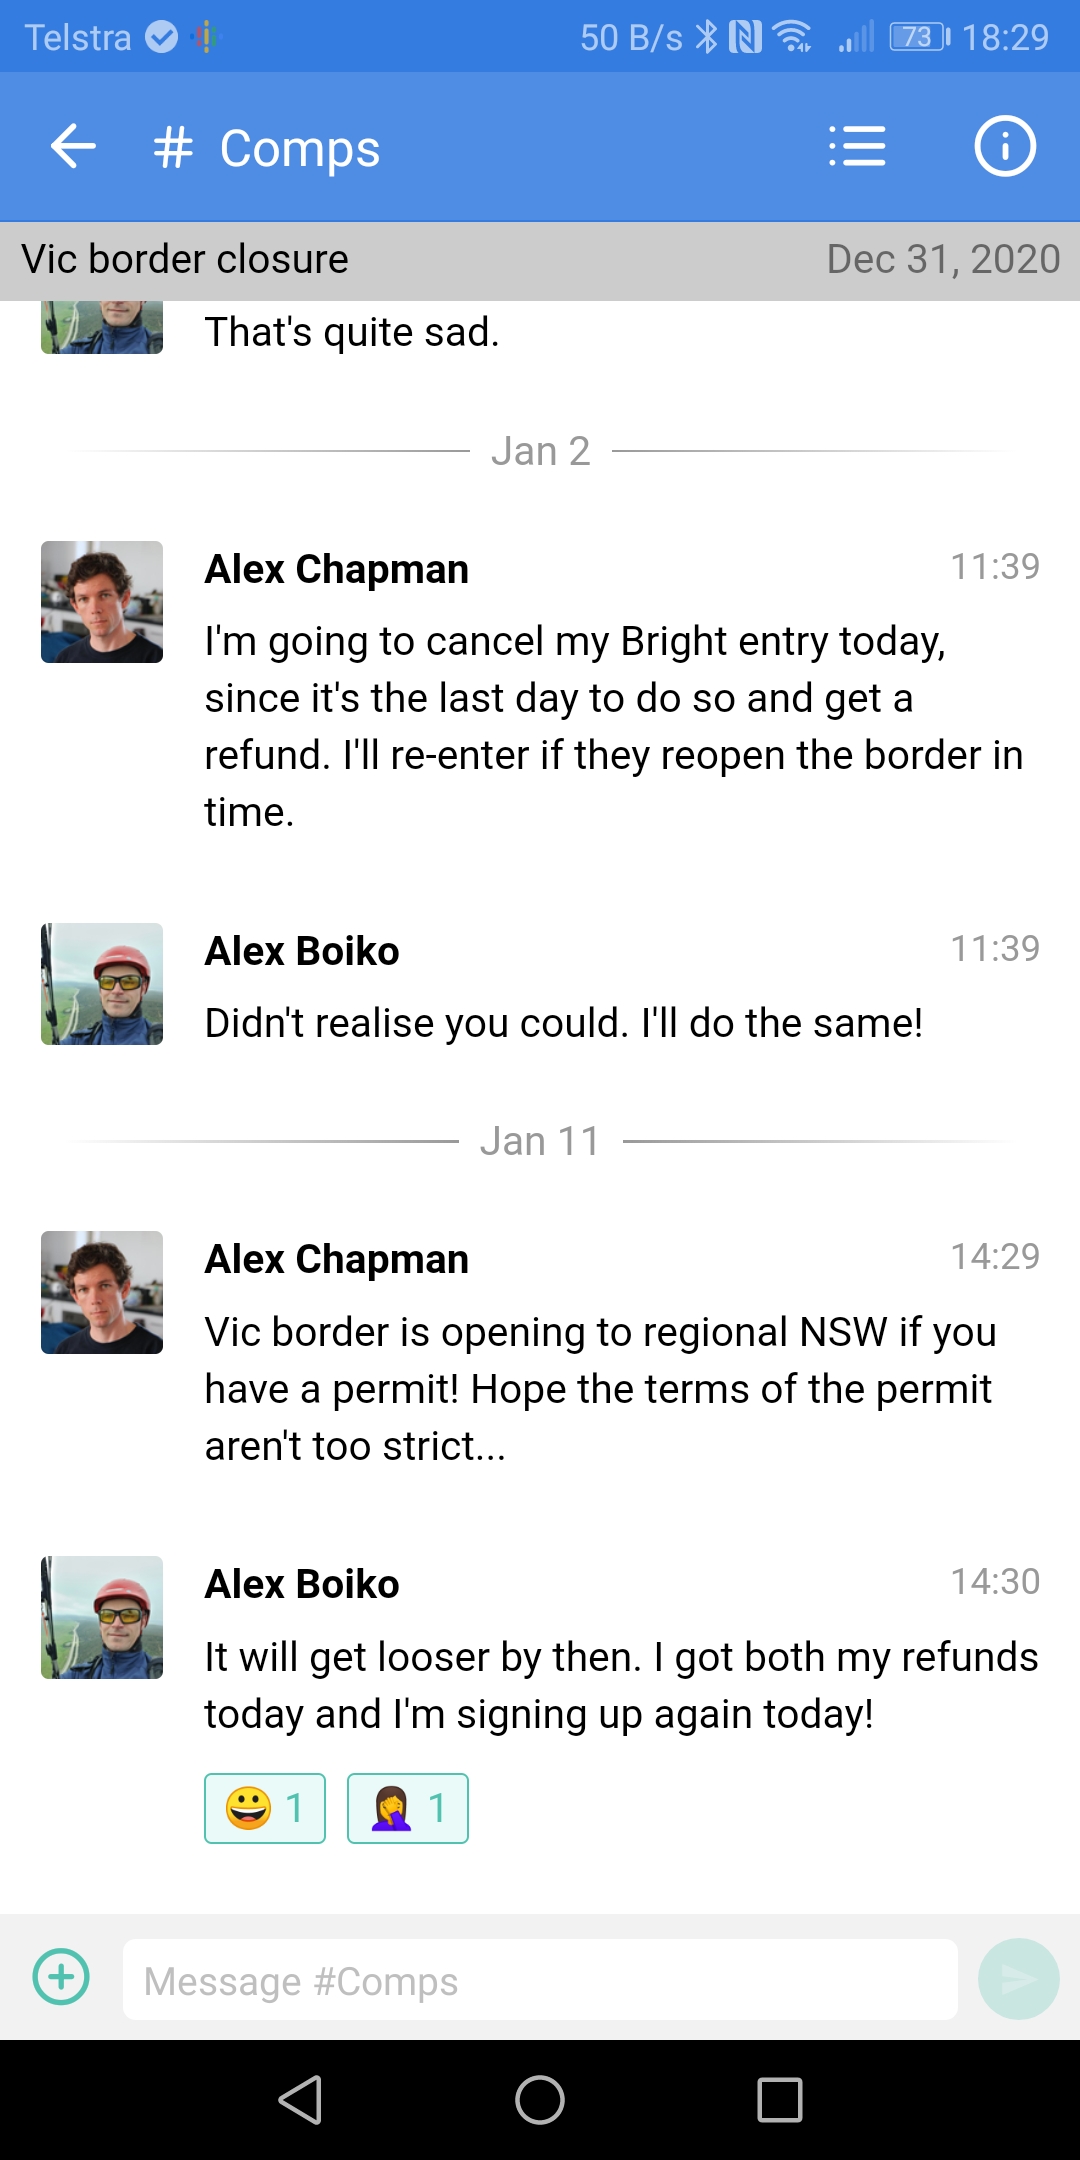 Telstra 50 B/s 73 18:29
# Comps
Vic border closure Dec 31, 2020
That's quite sad.
Jan 2
Alex Chapman 11:39
I'm going to cancel my Bright entry today,
since it's the last day to do so and get a
refund. I'll re-enter if they reopen the border in
time.
Alex Boiko 11:39
Didn't realise you could. I'll do the same!
Jan 11
Alex Chapman 14:29
Vic border is opening to regional NSW if you
have a permit! Hope the terms of the permit
aren't too strict...
Alex Boiko 14:30
It will get looser by then. I got both my refunds
today and I'm signing up again today!
😀 1 🤦🏾‍♀️ 1
Message #Comps